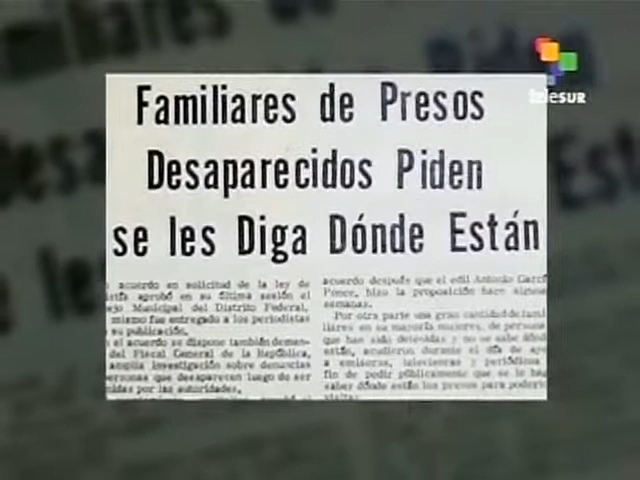 teleSUR
Familiares de Presos
Desaparecidos Piden
se les Diga Dónde Están
acuerdo en solicitud de la ley de
aprobó en su última sesión el
Municipal del Distrito Federal,
mismo fue entregado a los periodistas
su publicación.
el acuerdo se dispone también
Fiscal General de la República,
amplia investigación sobre denuncias
personas que desaparecen luego de ser
por las autoridades.
acuerdo después que el edil Antonio García
Ponce, hizo la proposición hace algunas
semanas.
Por otra parte una gran cantidad de
en su mayoría mujeres, de personas
que han sido detenidas y no se sabe
están, acudieron durante el día de
a emisoras, televisoras y periódicos
fin de pedir públicamente que se le
saber dónde están los presos para